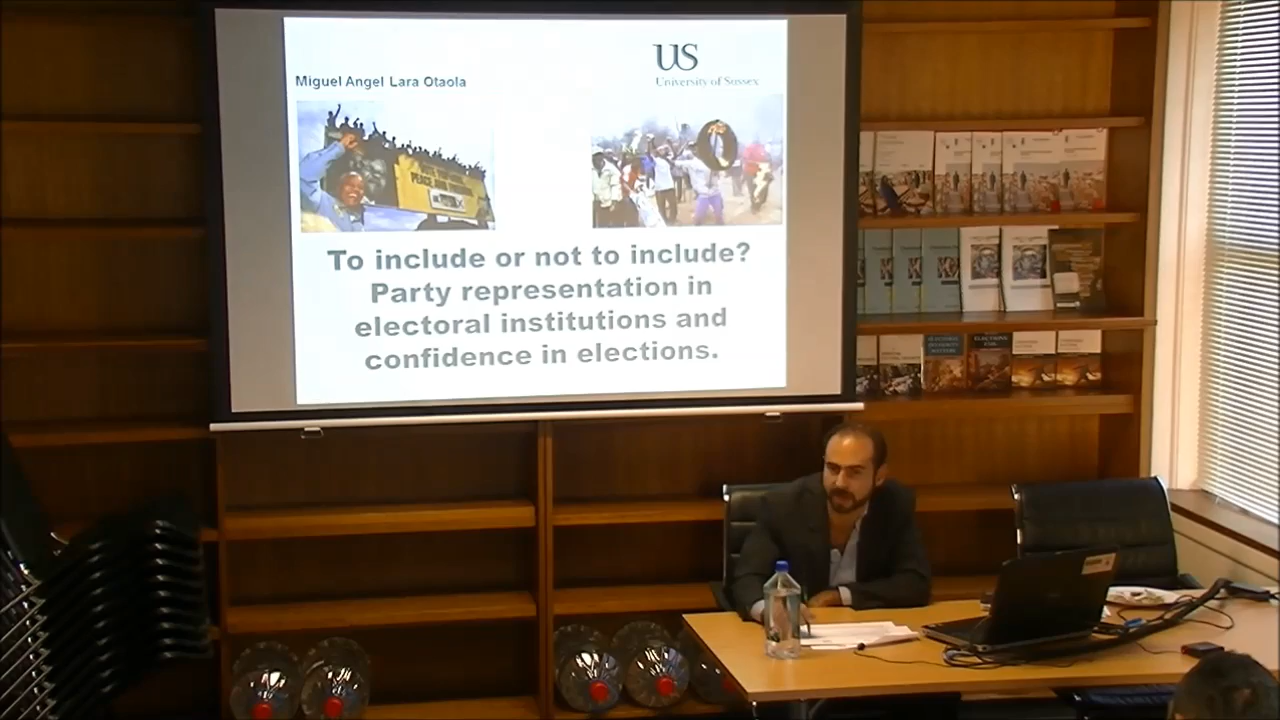 Miguel Angel Lara Otaola
US
University of Sussex
To include or not to include?
Party representation in
electoral institutions and
confidence in elections.